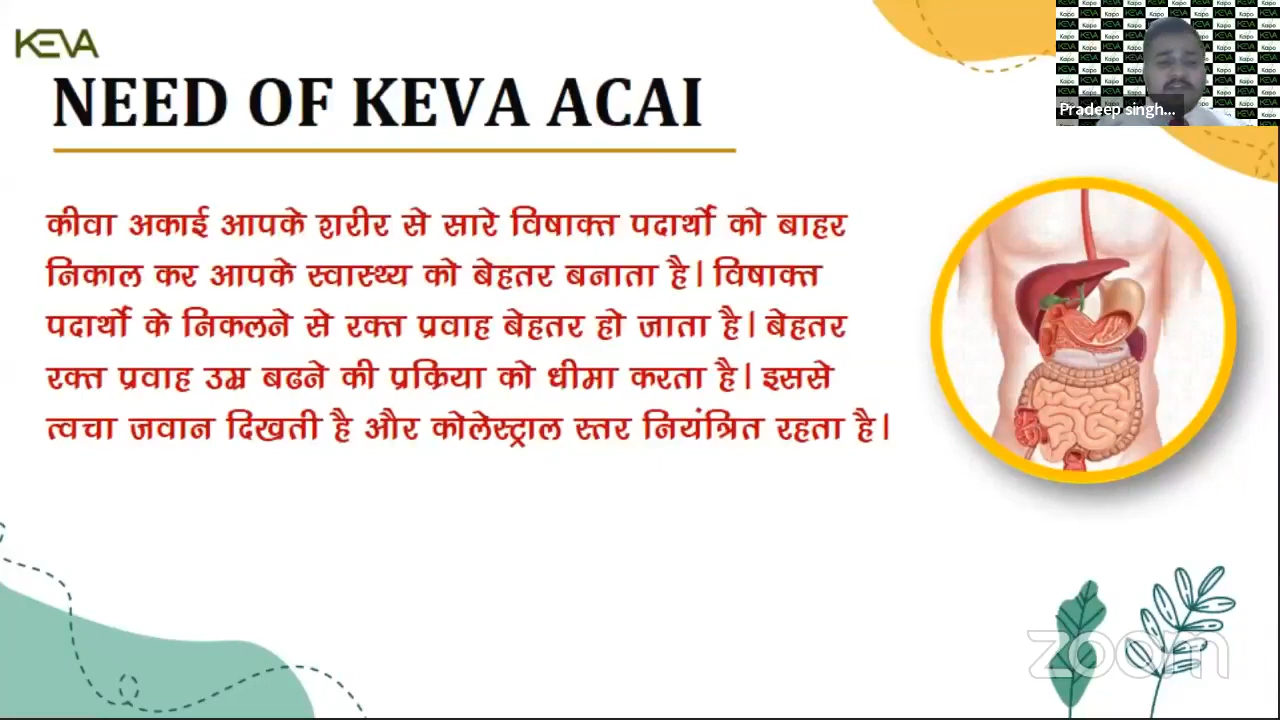 KEVA
NEED OF KEVA ACAI
Pradeep singh...
कीवा अकाई आपके शरीर से सारे विषाक्त पदार्थो को बाहर
निकाल कर आपके स्वास्थ्य को बेहतर बनाता है। विषाक्त
पदार्थो के निकलने से रक्त प्रवाह बेहतर हो जाता है। बेहतर
रक्त प्रवाह उम्र बढने की प्रक्रिया को धीमा करता है। इससे
त्वचा जवान दिखती है और कोलेस्ट्राल स्तर नियंत्रित रहता है।
zoom